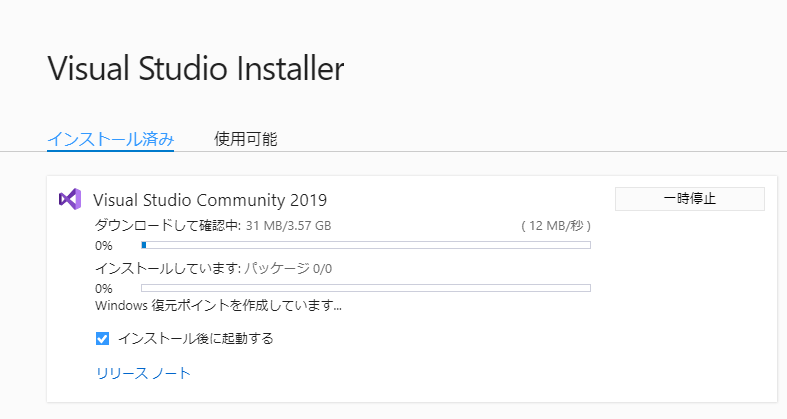 Visual Studio Installer
インストール済み 使用可能
Visual Studio Community 2019 一時停止
ダウンロードして確認中: 31 MB/3.57 GB ( 12 MB/秒 )
0%
インストールしています: パッケージ 0/0
0%
Windows 復元ポイントを作成しています...
インストール後に起動する
リリース ノート